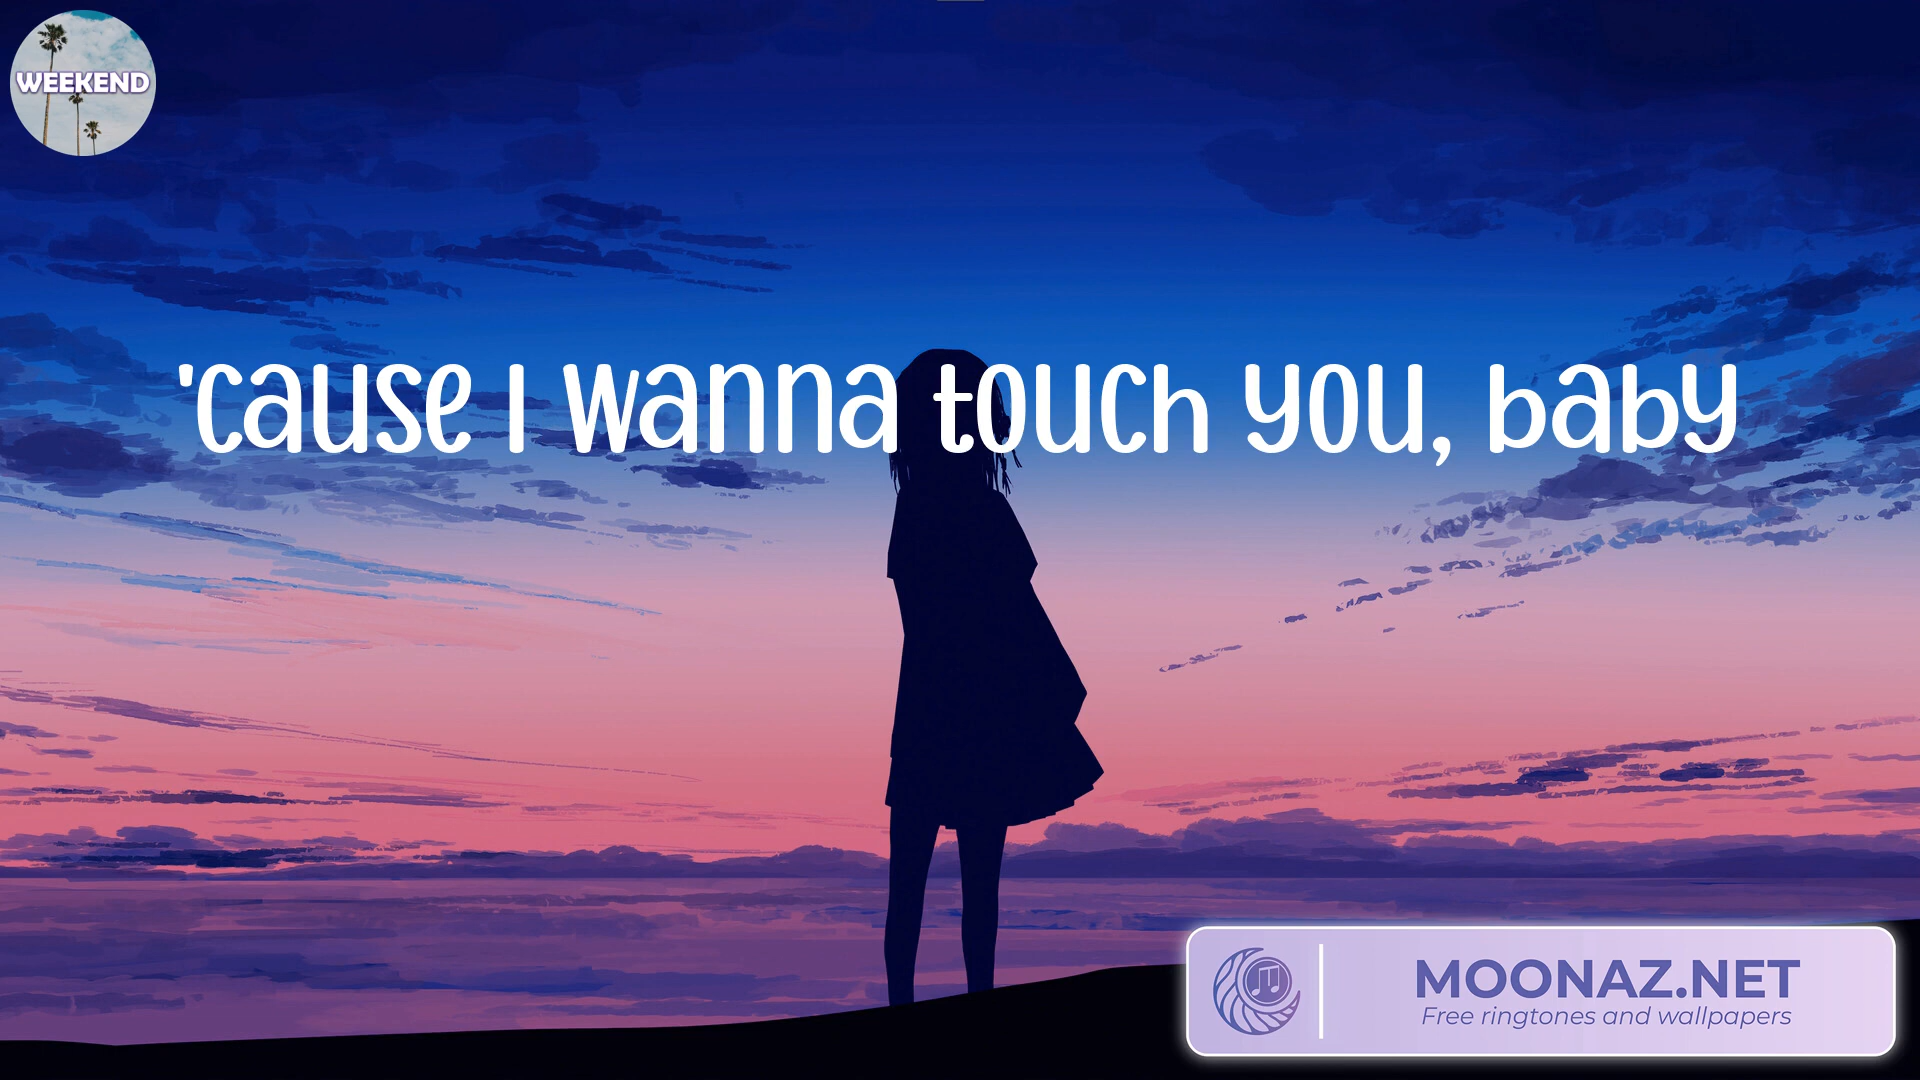 WEEKEND
'cause I wanna touch you, baby
MOONAZ.NET
Free ringtones and wallpapers